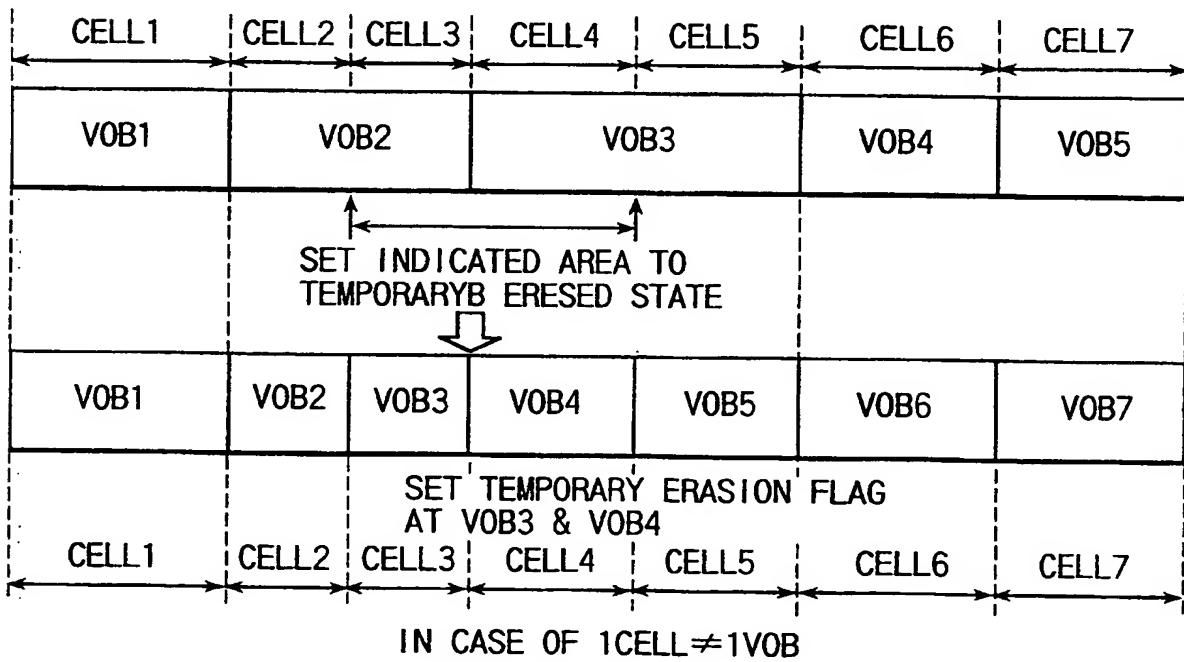 CELL1 CELL2 CELL3 CELL4 CELL5 CELL6 CELL7
VOB1 VOB2 VOB3 VOB4 VOB5
SET INDICATED AREA TO
TEMPORARYB ERESED STATE
VOB1 VOB2 VOB3 VOB4 VOB5 VOB6 VOB7
SET TEMPORARY ERASION FLAG
AT VOB3 & VOB4
CELL1 CELL2 CELL3 CELL4 CELL5 CELL6 CELL7
IN CASE OF 1CELL≠1VOB